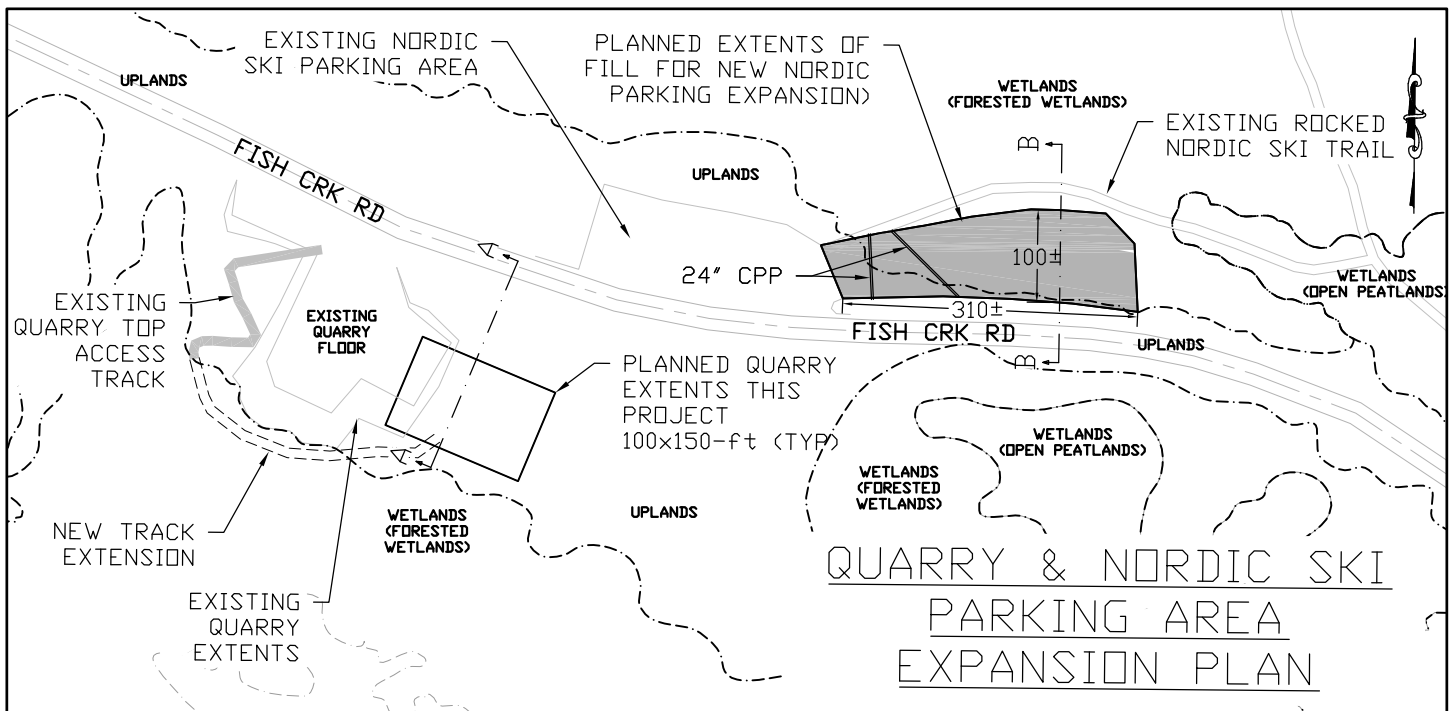 EXISTING NORDIC
SKI PARKING AREA
PLANNED EXTENTS OF
FILL FOR NEW NORDIC
PARKING EXPANSION)
WETLANDS
(FORESTED WETLANDS)
EXISTING ROCKED
NORDIC SKI TRAIL
UPLANDS
FISH CRK RD
UPLANDS
B
A
24" CPP
100±
310±
FISH CRK RD
B
UPLANDS
WETLANDS
(OPEN PEATLANDS)
EXISTING
QUARRY TOP
ACCESS
TRACK
EXISTING
QUARRY
FLOOR
PLANNED QUARRY
EXTENTS THIS
PROJECT
100x150-ft (TYP)
A
WETLANDS
(OPEN PEATLANDS)
WETLANDS
(FORESTED
WETLANDS)
UPLANDS
WETLANDS
(FORESTED
WETLANDS)
NEW TRACK
EXTENSION
EXISTING
QUARRY
EXTENTS
QUARRY & NORDIC SKI
PARKING AREA
EXPANSION PLAN